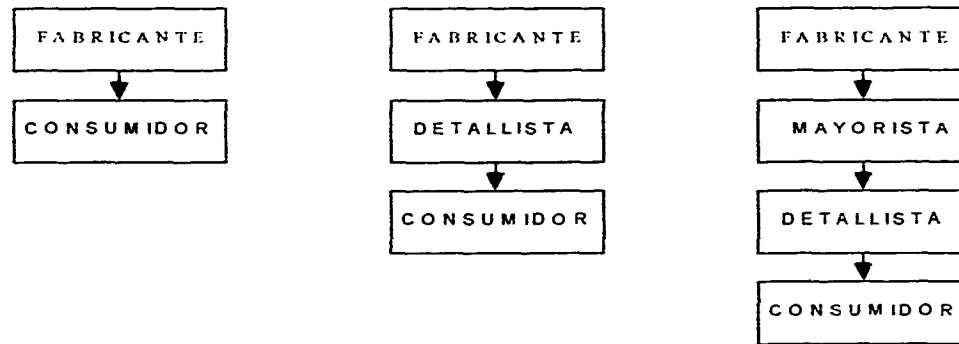 FABRICANTE
CONSUMIDOR
FABRICANTE
DETALLISTA
CONSUMIDOR
FABRICANTE
MAYORISTA
DETALLISTA
CONSUMIDOR